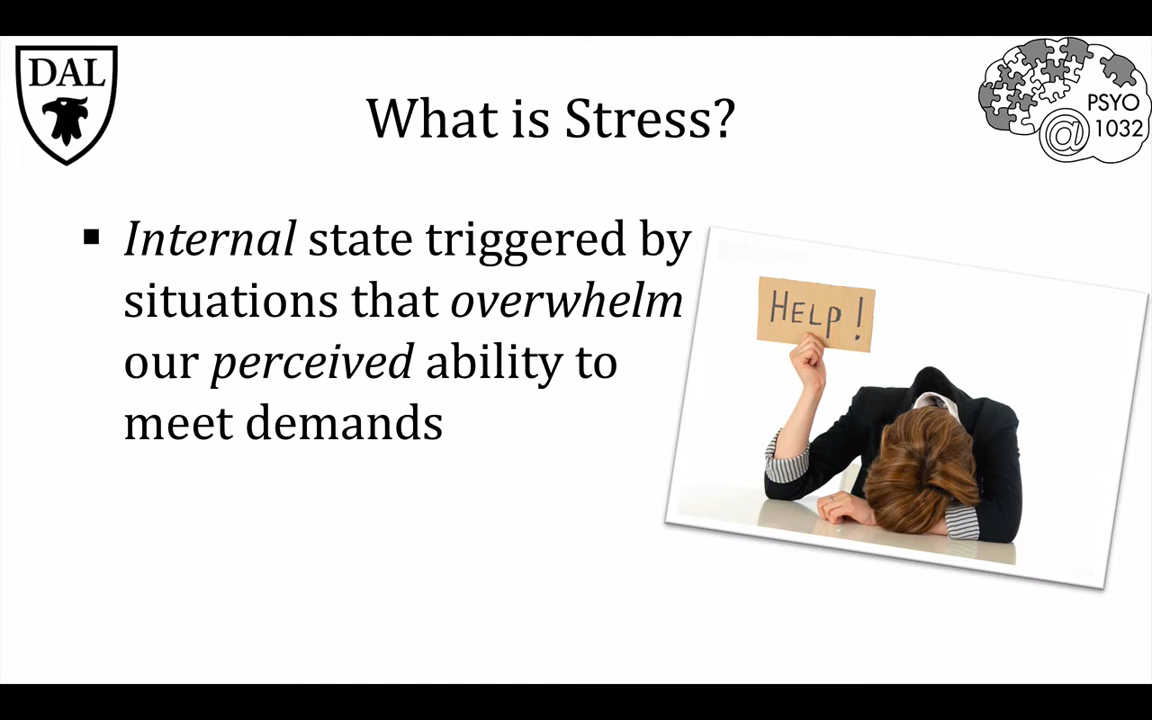 DAL
What is Stress?
PSYO
@ 1032
▪ Internal state triggered by
situations that overwhelm
our perceived ability to
meet demands
HELP!